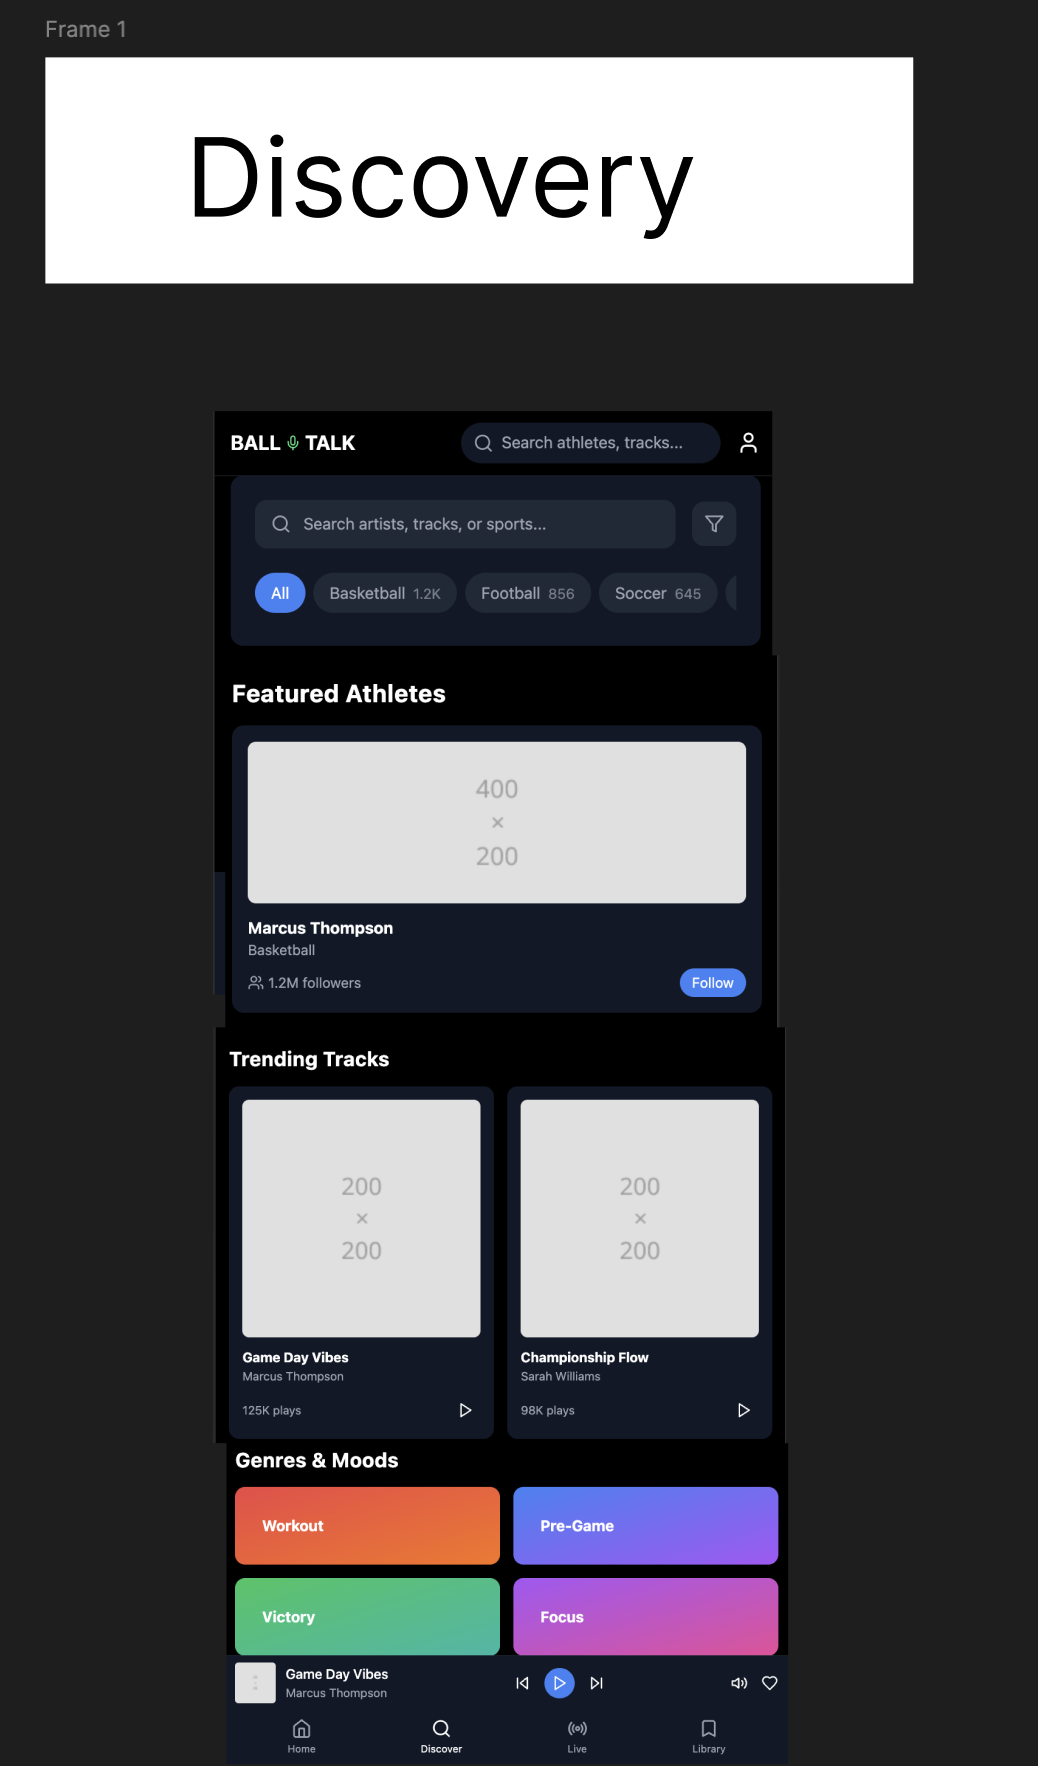 Frame 1
Discovery
BALL TALK
Search athletes, tracks...
Search artists, tracks, or sports...
All
Basketball 1.2K
Football 856
Soccer 645
Featured Athletes
400
×
200
Marcus Thompson
Basketball
1.2M followers
Follow
Trending Tracks
200
×
200
Game Day Vibes
Marcus Thompson
125K plays
200
×
200
Championship Flow
Sarah Williams
98K plays
Genres & Moods
Workout
Pre-Game
Victory
Focus
Game Day Vibes
Marcus Thompson
Home
Discover
Live
Library